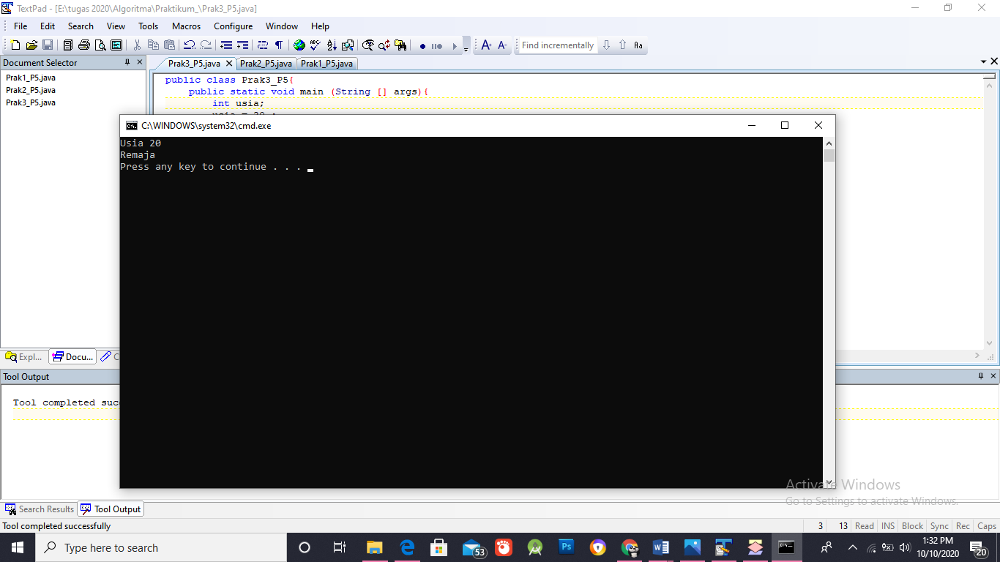 TextPad - [E:\tugas 2020\Algoritma\Praktikum_\Prak3_P5.java]
File Edit Search View Tools Macros Configure Window Help
Find incrementally
Document Selector
Prak3_P5.java Prak2_P5.java Prak1_P5.java
Prak1_P5.java
Prak2_P5.java
Prak3_P5.java
public class Prak3_P5{
public static void main (String [] args){
int usia;
C:\WINDOWS\system32\cmd.exe
Usia 20
Remaja
Press any key to continue . . .
Expl... Docu... C
Tool Output
Tool completed suc
Activate Windows
Go to Settings to activate Windows.
Search Results Tool Output
Tool completed successfully
3 13 Read INS Block Sync Rec Caps
Type here to search
53
Ps
1:32 PM
10/10/2020
20